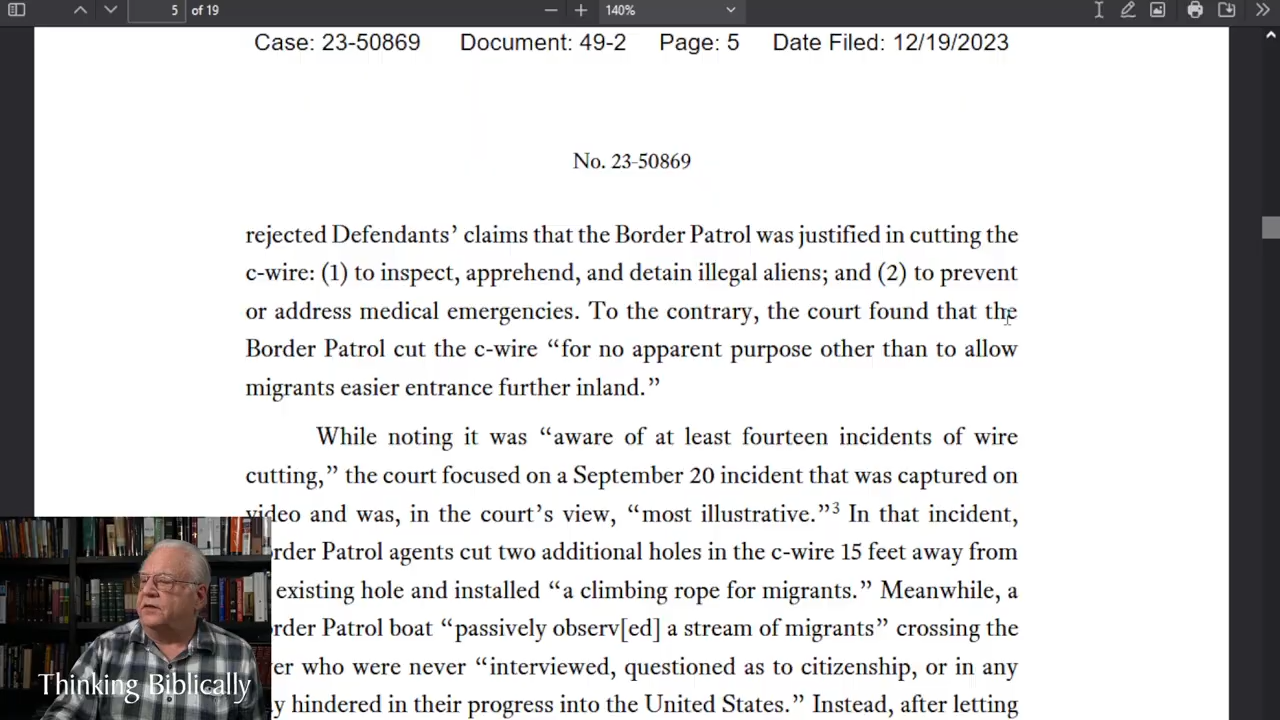 5 of 19
140%
Case: 23-50869 Document: 49-2 Page: 5 Date Filed: 12/19/2023
No. 23-50869
rejected Defendants’ claims that the Border Patrol was justified in cutting the
c-wire: (1) to inspect, apprehend, and detain illegal aliens; and (2) to prevent
or address medical emergencies. To the contrary, the court found that the
Border Patrol cut the c-wire “for no apparent purpose other than to allow
migrants easier entrance further inland.”
While noting it was “aware of at least fourteen incidents of wire
cutting,” the court focused on a September 20 incident that was captured on
video and was, in the court’s view, “most illustrative.”3 In that incident,
Border Patrol agents cut two additional holes in the c-wire 15 feet away from
existing hole and installed “a climbing rope for migrants.” Meanwhile, a
Border Patrol boat “passively observ[ed] a stream of migrants” crossing the
who were never “interviewed, questioned as to citizenship, or in any
hindered in their progress into the United States.” Instead, after letting
Thinking Biblically